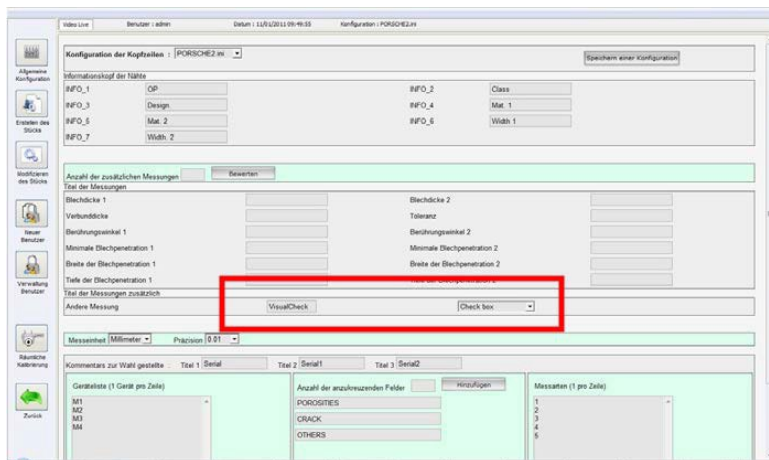 Video Live Benutzer : admin Datum : 11/01/2011 09:49:55 Konfiguration : PORSCHE2.ini
Konfiguration der Kopfzeilen : PORSCHE2.ini Speichern einer Konfiguration
Informationskopf der Nähte
INFO_1 OP INFO_2 Class
INFO_3 Design INFO_4 Mat. 1
INFO_5 Mat. 2 INFO_6 Width 1
INFO_7 Width. 2
Anzahl der zusätzlichen Messungen Bewerten
Titel der Messungen
Blechdicke 1 Blechdicke 2
Verbunddicke Toleranz
Berührungswinkel 1 Berührungswinkel 2
Minimale Blechpenetration 1 Minimale Blechpenetration 2
Breite der Blechpenetration 1 Breite der Blechpenetration 2
Tiefe der Blechpenetration 1 Tiefe der Blechpenetration 2
Titel der Messungen zusätzlich
Andere Messung VisualCheck Check box
Messeinheit Millimeter Präzision 0.01
Kommentars zur Wahl gestellte : Titel 1 Serial Titel 2 Serial1 Titel 3 Serial2
Geräteliste (1 Gerät pro Zeile)
M1
M2
M3
M4
Anzahl der anzukreuzenden Felder Hinzufügen
POROSITIES
CRACK
OTHERS
Messarten (1 pro Zeile)
1
2
3
4
5
Allgemeine
Konfiguration
Erstellen des
Stücks
Modifizieren
des Stücks
Neuer
Benutzer
Verwaltung
Benutzer
Räumliche
Kalibrierung
Zurück